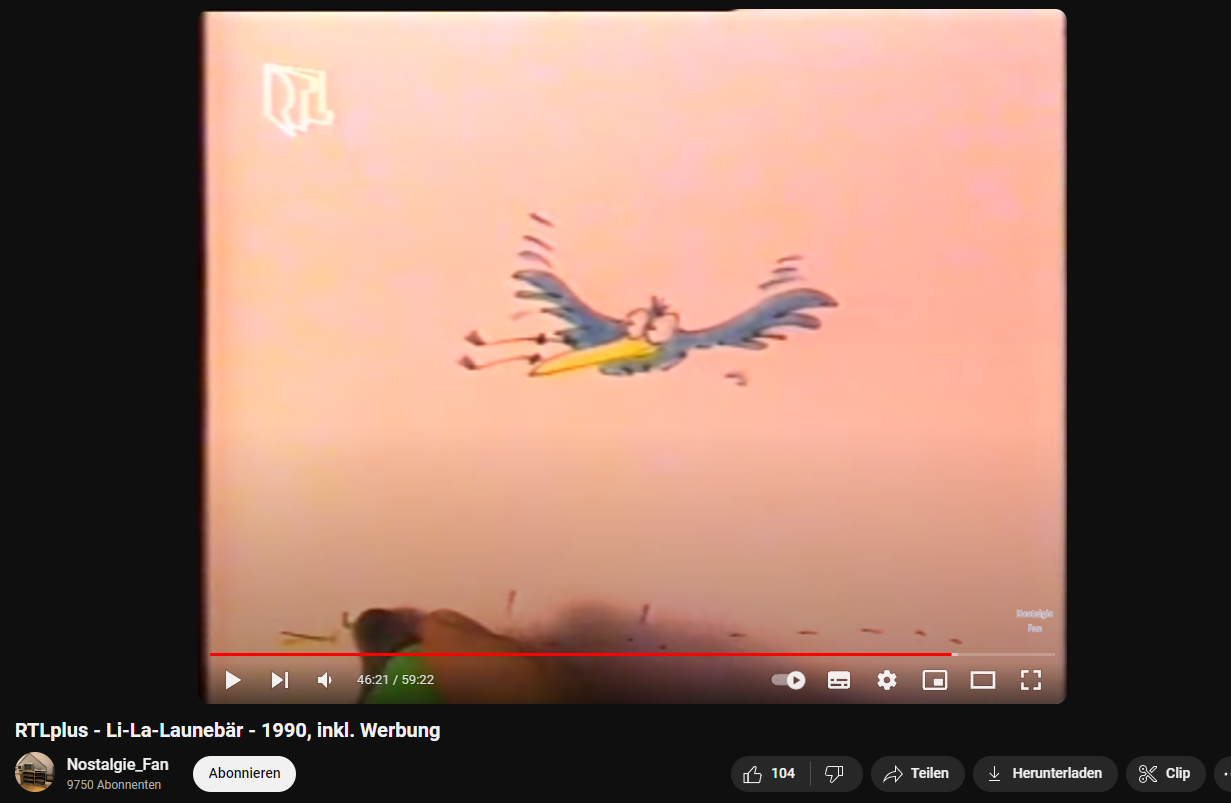 RTL
Nostalgie
Fan
46:21 / 59:22
RTLplus - Li-La-Launebär - 1990, inkl. Werbung
Nostalgie_Fan
9750 Abonnenten
Abonnieren
104
Teilen
Herunterladen
Clip